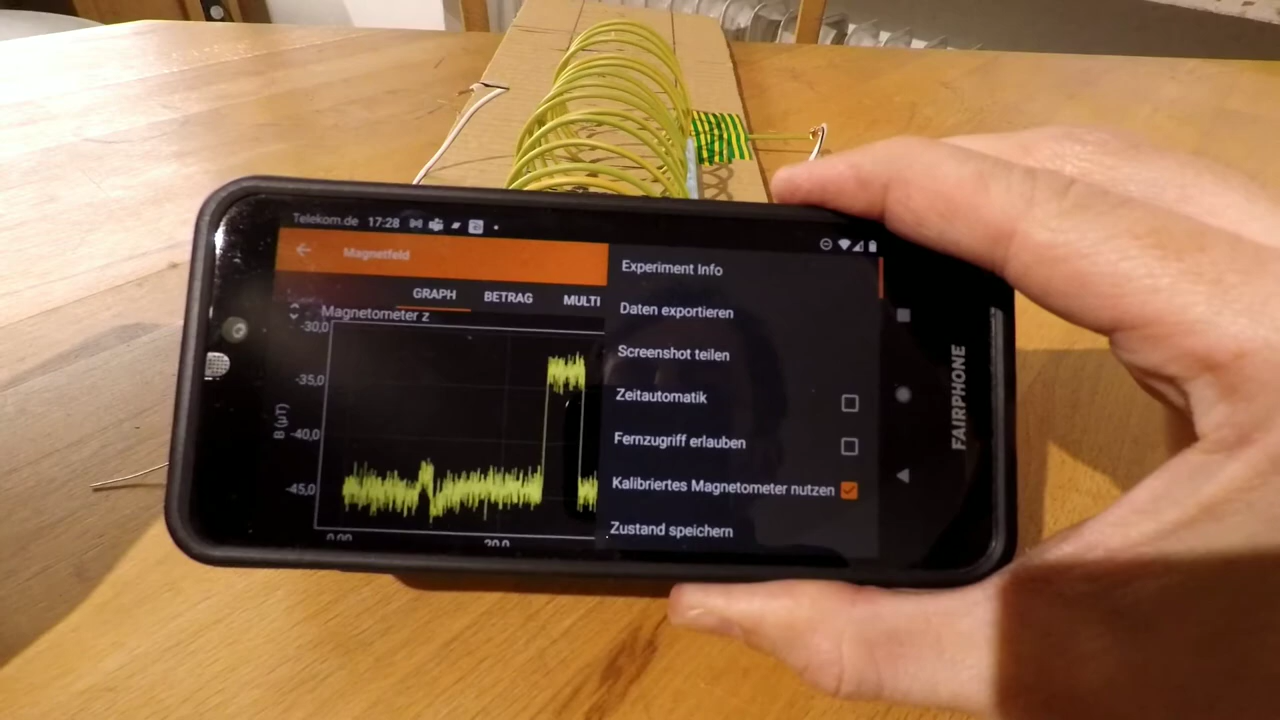 Telekom.de 17:28
Magnetfeld
GRAPH BETRAG MULTI
Magnetometer z
-30,0
-35,0
-40,0
-45,0
B (µT)
0.00 20.0
Experiment Info
Daten exportieren
Screenshot teilen
Zeitautomatik
Fernzugriff erlauben
Kalibriertes Magnetometer nutzen
Zustand speichern
FAIRPHONE